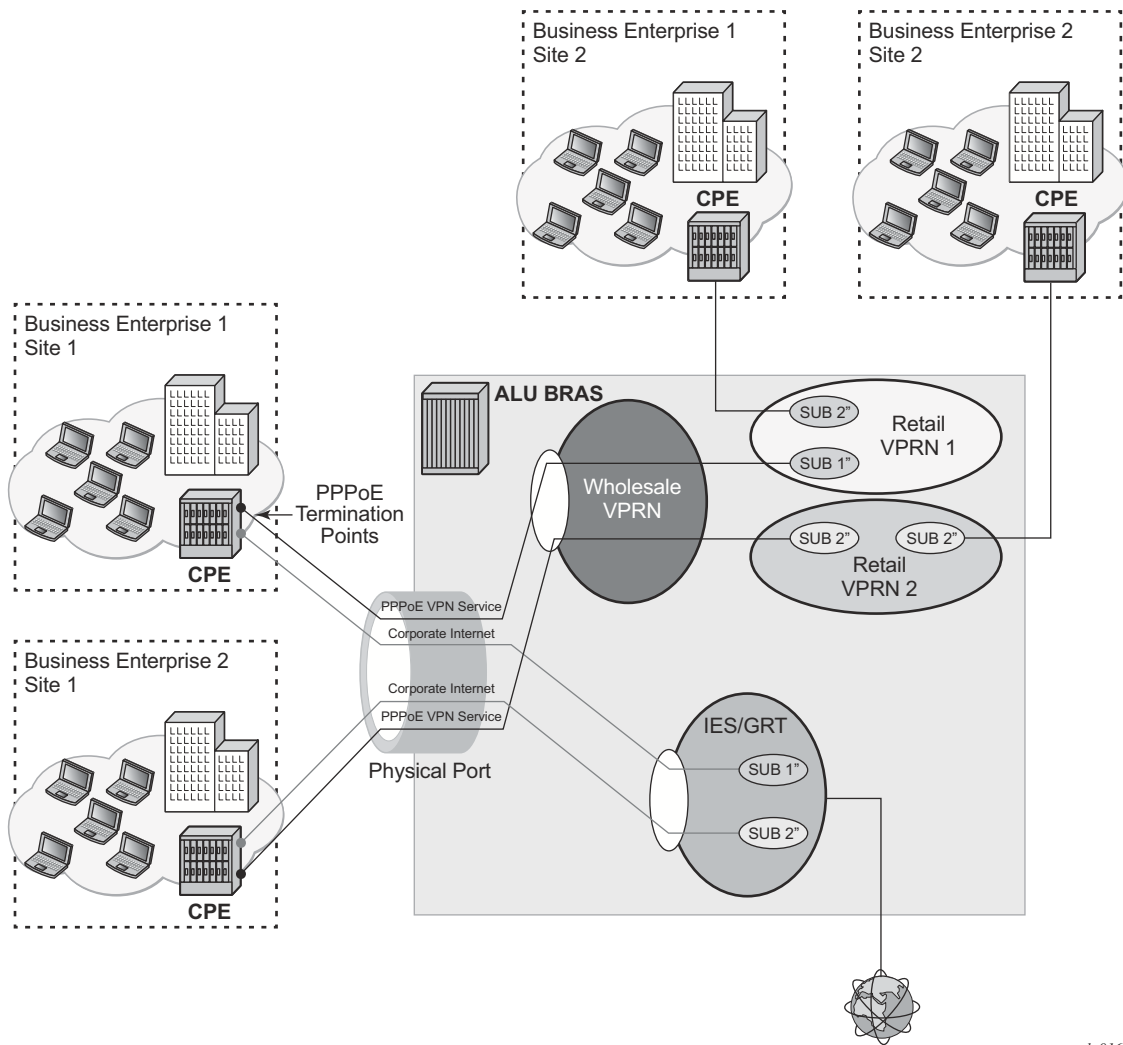 Business Enterprise 1
Site 2
CPE
Business Enterprise 2
Site 2
CPE
Business Enterprise 1
Site 1
CPE
PPPoE
Termination
Points
ALU BRAS
Wholesale
VPRN
SUB 2”
SUB 1”
Retail
VPRN 1
SUB 2”
SUB 2”
Retail
VPRN 2
PPPoE VPN Service
Corporate Internet
Corporate Internet
PPPoE VPN Service
Physical Port
Business Enterprise 2
Site 1
CPE
IES/GRT
SUB 1”
SUB 2”